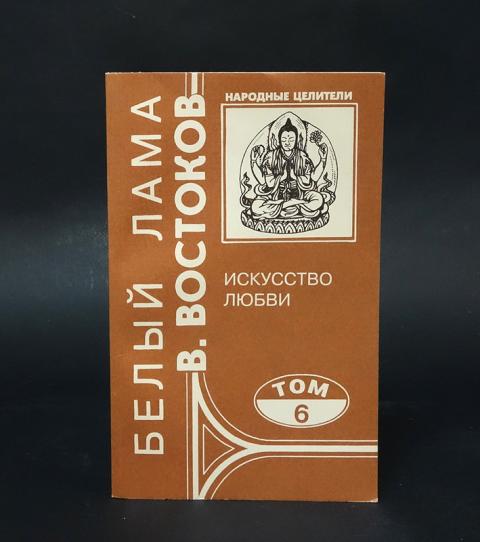 БЕЛЫЙ ЛАМА
В. ВОСТОКОВ
НАРОДНЫЕ ЦЕЛИТЕЛИ
ИСКУССТВО
ЛЮБВИ
ТОМ
6